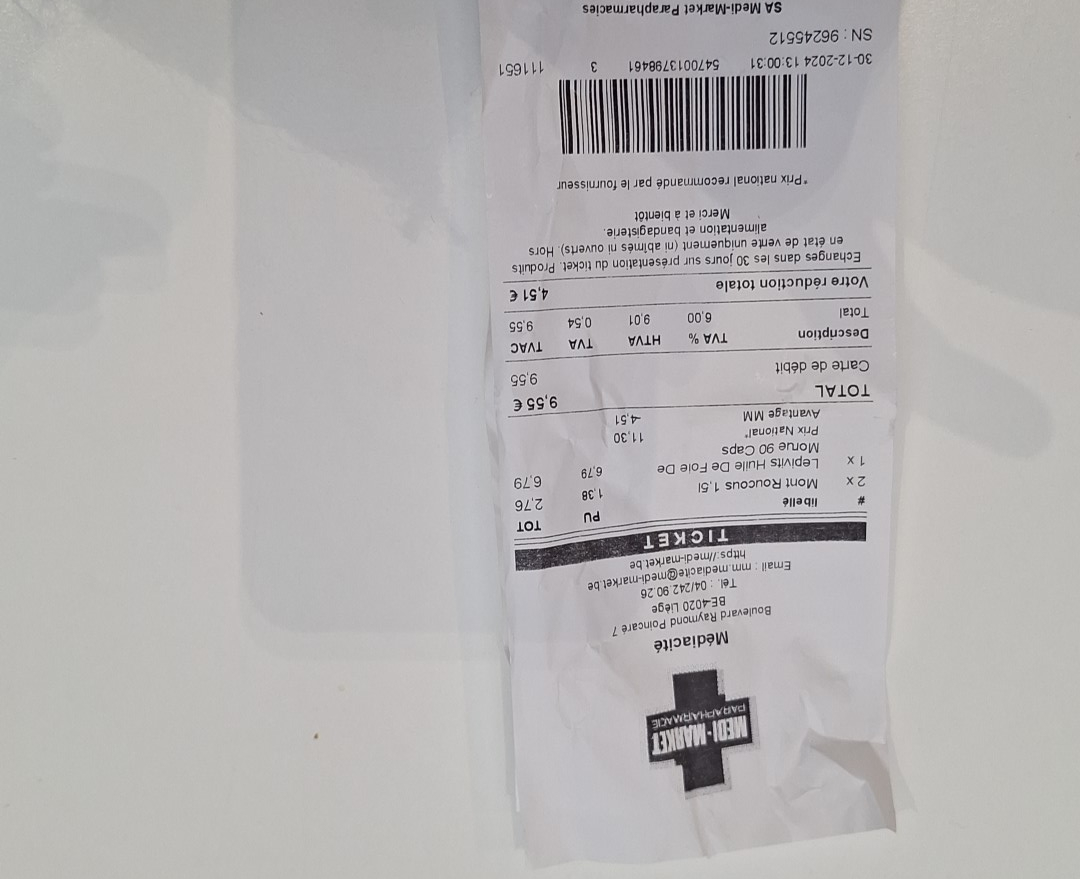 MEDI-MARKET
PARAPHARMACIE
Médiacité
Boulevard Raymond Poincaré 7
BE-4020 Liège
Tél. : 04/242.90.26
Email : mm.mediacite@medi-market.be
https://medi-market.be
TICKET
# libellé PU TOT
2 x Mont Roucous 1,5l 1,38 2,76
1 x Lepivits Huile De Foie De 6,79 6,79
Morue 90 Caps
Prix National* 11,30
Avantage MM -4,51
TOTAL 9,55 €
Carte de débit 9,55
Description TVA % HTVA TVA TVAC
Total 6,00 9,01 0,54 9,55
Votre réduction totale 4,51 €
Echanges dans les 30 jours sur présentation du ticket. Produits
en état de vente uniquement (ni abîmés ni ouverts). Hors
alimentation et bandagisterie.
Merci et à bientôt
*Prix national recommandé par le fournisseur
30-12-2024 13:00:31 5470013798461 3 111651
SN : 96245512
SA Medi-Market Parapharmacies